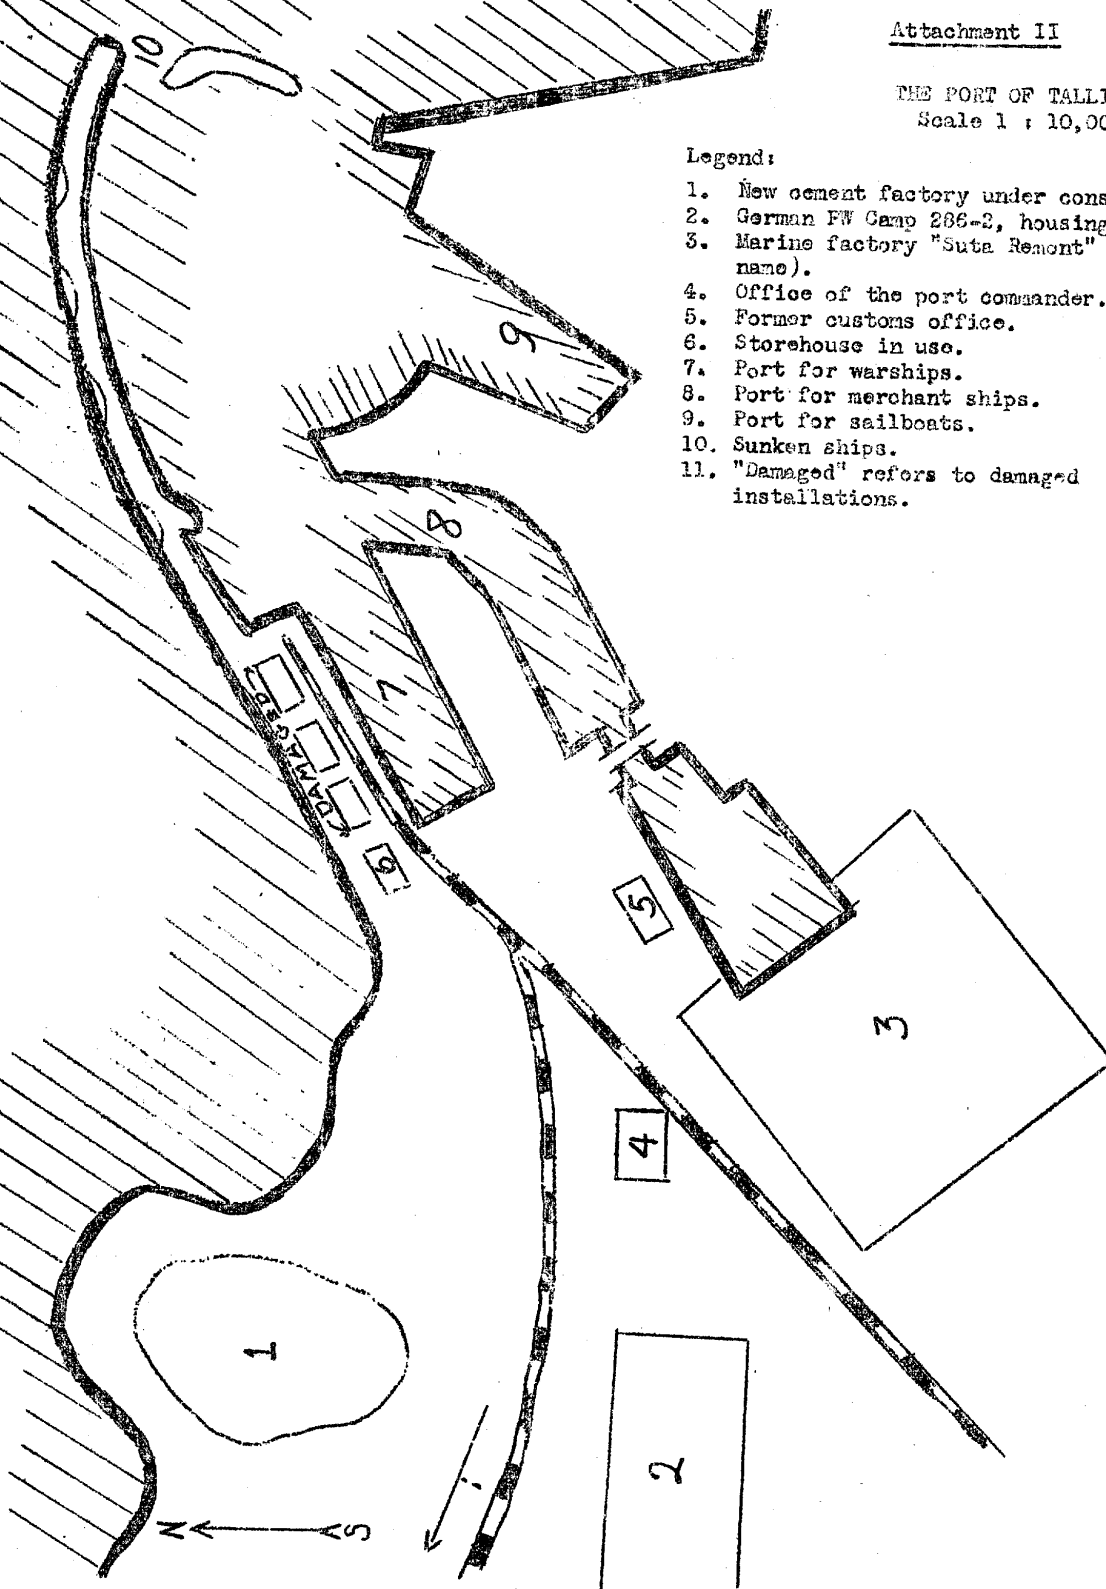 Attachment II
THE PORT OF TALLI
Scale 1 : 10,00
Legend:
1. New cement factory under cons
2. German PW Camp 286-2, housing
3. Marine factory "Suta Remont"
name).
4. Office of the port commander.
5. Former customs office.
6. Storehouse in use.
7. Port for warships.
8. Port for merchant ships.
9. Port for sailboats.
10. Sunken ships.
11. "Damaged" refers to damaged
installations.
10
9
8
7
DAMAGED
6
5
4
3
1
2
?
N
S